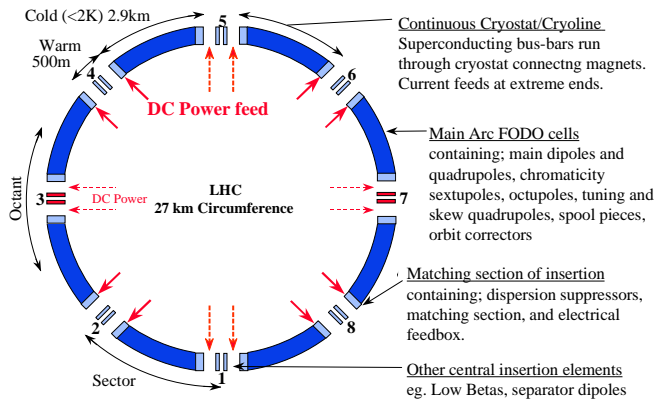 Cold (<2K) 2.9km
Warm
500m
5
4
6
DC Power feed
Continuous Cryostat/Cryoline
Superconducting bus-bars run
through cryostat connectng magnets.
Current feeds at extreme ends.
Main Arc FODO cells
containing; main dipoles and
quadrupoles, chromaticity
sextupoles, octupoles, tuning and
skew quadrupoles, spool pieces,
orbit correctors
Octant
3
DC Power
LHC
27 km Circumference
7
Matching section of insertion
containing; dispersion suppressors,
matching section, and electrical
feedbox.
2
8
Sector
1
Other central insertion elements
eg. Low Betas, separator dipoles